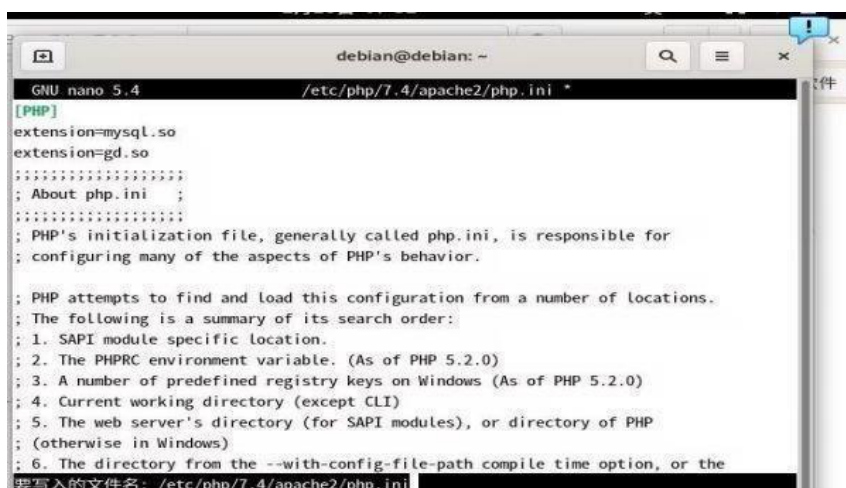 debian@debian: ~
件
GNU nano 5.4 /etc/php/7.4/apache2/php.ini *
[PHP]
extension=mysql.so
extension=gd.so
;;;;;;;;;;;;;;;;;;;
; About php.ini ;
;;;;;;;;;;;;;;;;;;;
; PHP's initialization file, generally called php.ini, is responsible for
; configuring many of the aspects of PHP's behavior.
; PHP attempts to find and load this configuration from a number of locations.
; The following is a summary of its search order:
; 1. SAPI module specific location.
; 2. The PHPRC environment variable. (As of PHP 5.2.0)
; 3. A number of predefined registry keys on Windows (As of PHP 5.2.0)
; 4. Current working directory (except CLI)
; 5. The web server's directory (for SAPI modules), or directory of PHP
; (otherwise in Windows)
; 6. The directory from the --with-config-file-path compile time option, or the
要写入的文件名: /etc/php/7.4/apache2/php.ini